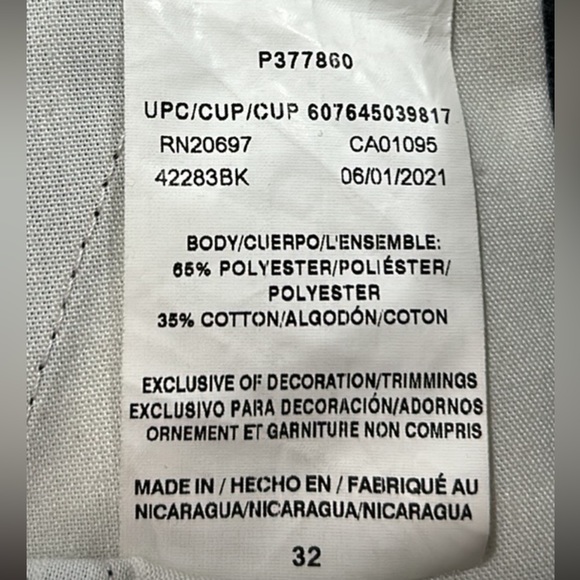 P377860
UPC/CUP/CUP 607645039817
RN20697 CA01095
42283BK 06/01/2021
BODY/CUERPO/L'ENSEMBLE:
65% POLYESTER/POLIÉSTER/
POLYESTER
35% COTTON/ALGODÓN/COTON
EXCLUSIVE OF DECORATION/TRIMMINGS
EXCLUSIVO PARA DECORACIÓN/ADORNOS
ORNEMENT ET GARNITURE NON COMPRIS
MADE IN / HECHO EN / FABRIQUÉ AU
NICARAGUA/NICARAGUA/NICARAGUA
32